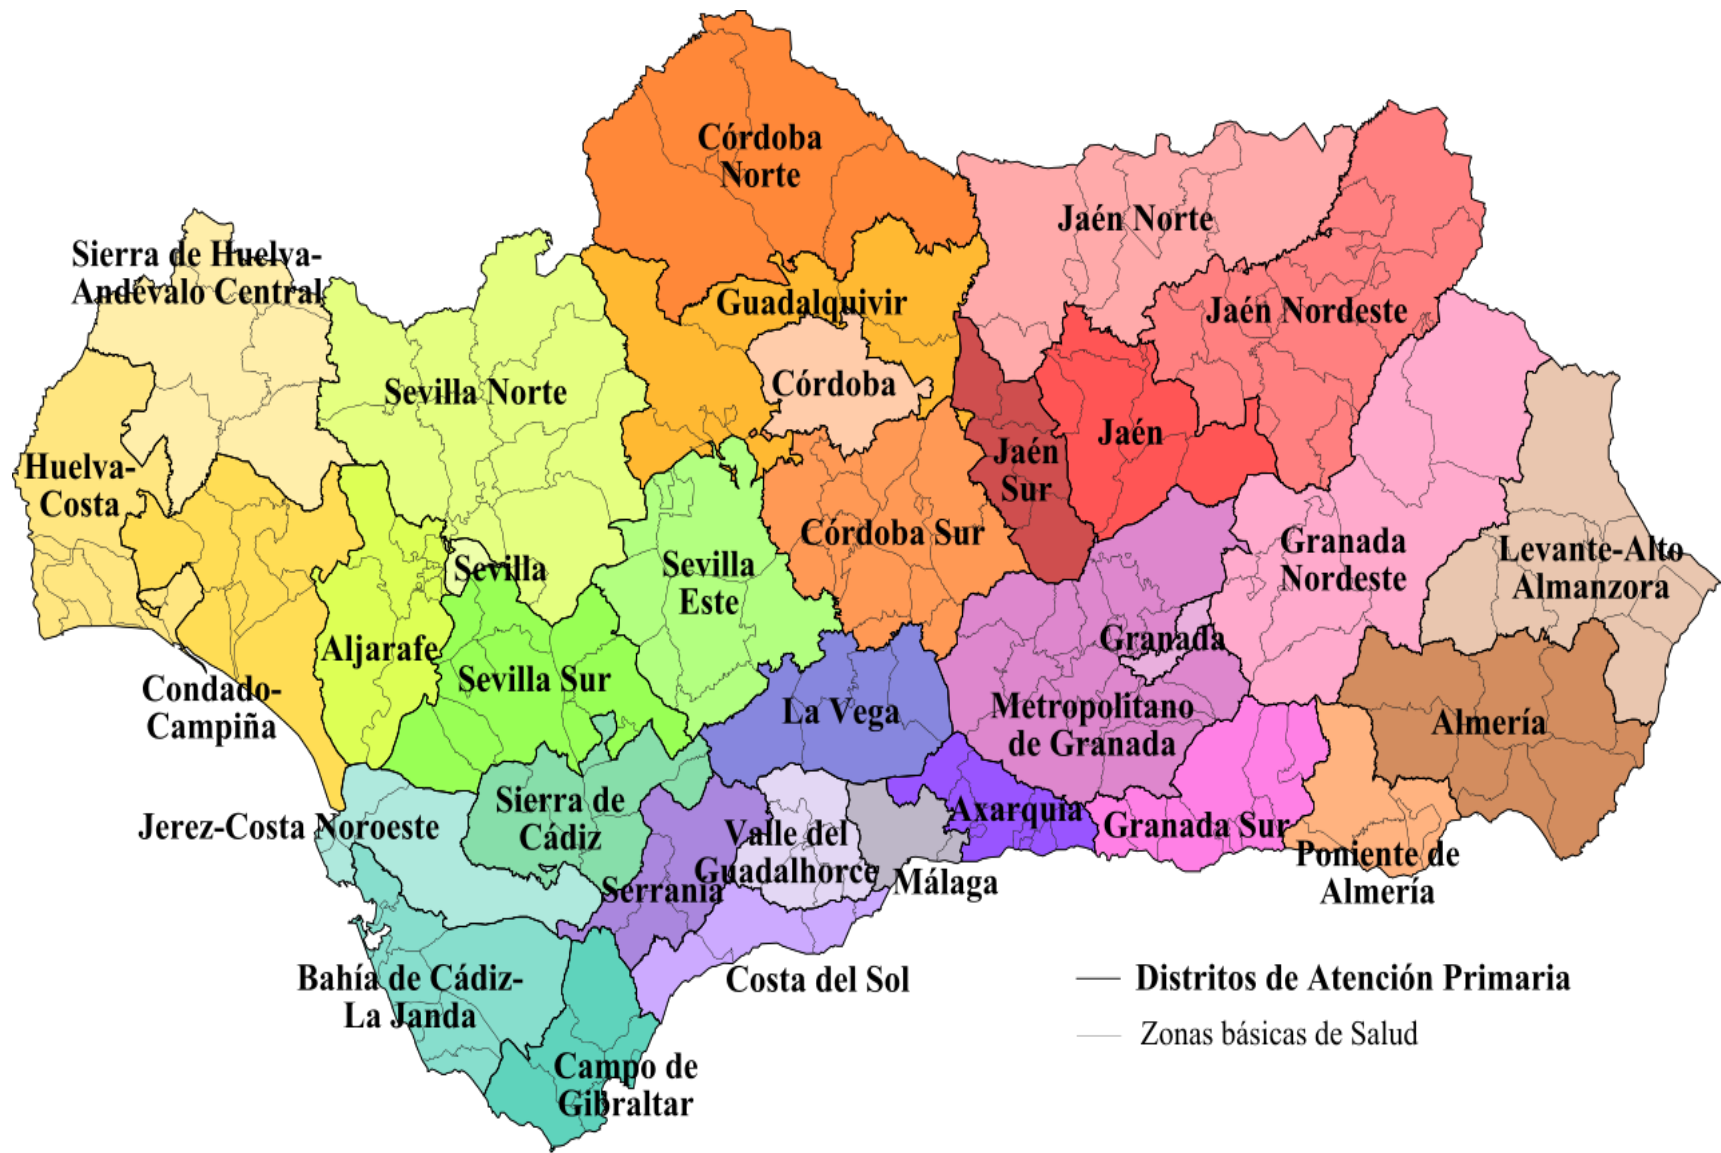 Córdoba
Norte
Jaén Norte
Sierra de Huelva-
Andévalo Central
Guadalquivir
Jaén Nordeste
Sevilla Norte
Córdoba
Jaén
Jaén
Sur
Huelva-
Costa
Córdoba Sur
Granada
Nordeste
Levante-Alto
Almanzora
Sevilla
Sevilla
Este
Granada
Aljarafe
Sevilla Sur
Condado-
Campiña
La Vega
Metropolitano
de Granada
Almería
Sierra de
Cádiz
Jerez-Costa Noroeste
Valle del
Guadalhorce
Axarquía
Granada Sur
Poniente de
Almería
Serranía
Málaga
Bahía de Cádiz-
La Janda
Costa del Sol
Campo de
Gibraltar
Distritos de Atención Primaria
Zonas básicas de Salud